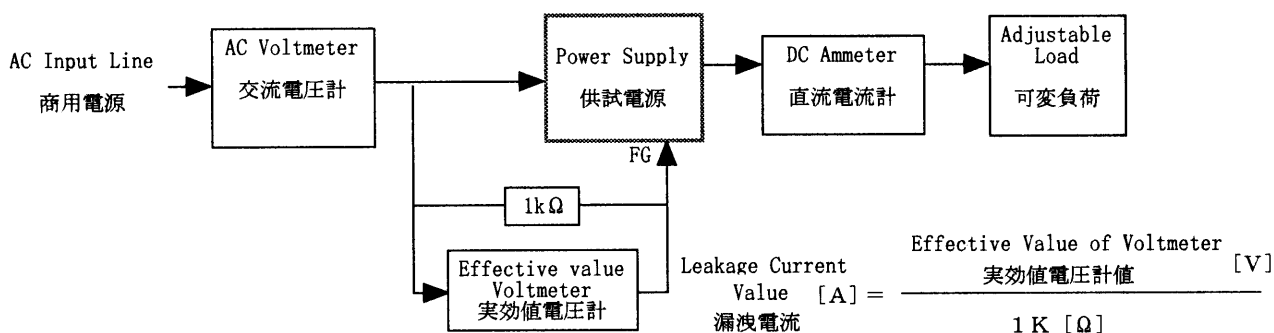 AC Input Line
商用電源
AC Voltmeter
交流電圧計
Power Supply
供試電源
DC Ammeter
直流電流計
Adjustable
Load
可変負荷
FG
1kΩ
Effective value
Voltmeter
実効値電圧計
Leakage Current
Value [A] =
漏洩電流
Effective Value of Voltmeter
実効値電圧計値 [V]
1 K [Ω]